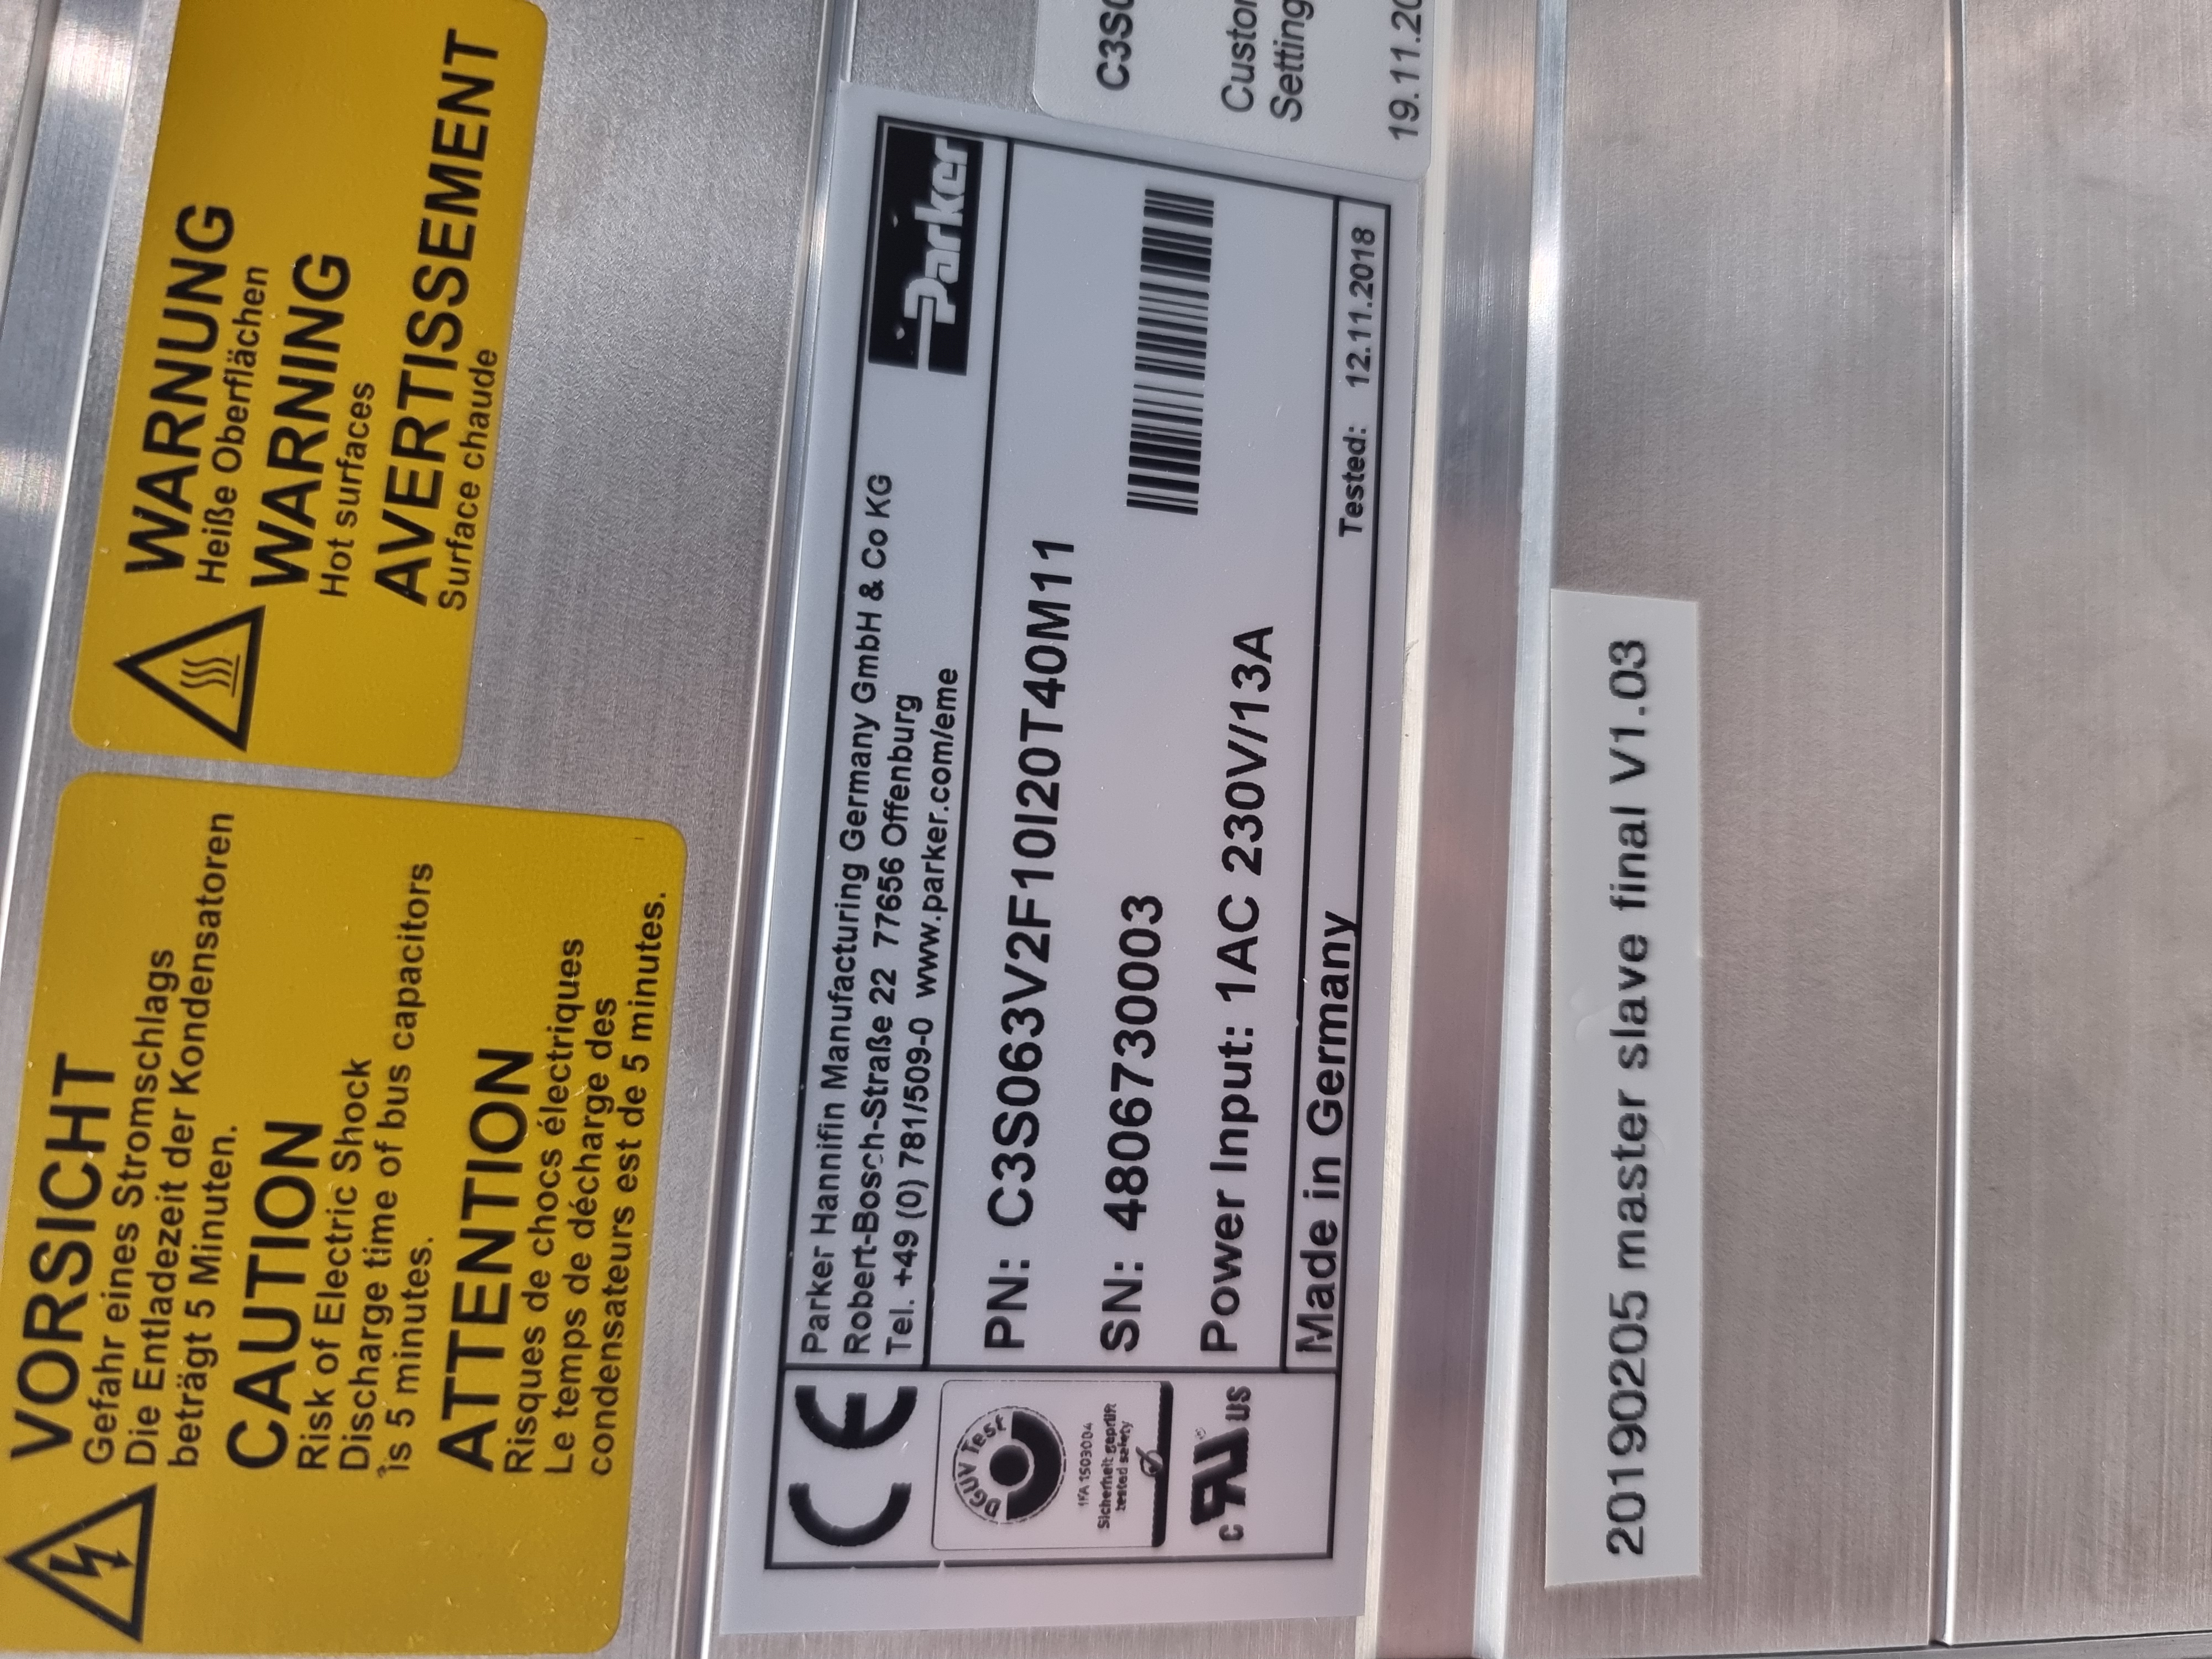 VORSICHT
Gefahr eines Stromschlags
Die Entladezeit der Kondensatoren
beträgt 5 Minuten.
CAUTION
Risk of Electric Shock
Discharge time of bus capacitors
is 5 minutes.
ATTENTION
Risques de chocs électriques
Le temps de décharge des
condensateurs est de 5 minutes.
WARNUNG
Heiße Oberflächen
WARNING
Hot surfaces
AVERTISSEMENT
Surface chaude
CE
DGUV Test
IFA 1503004
Sicherheit geprüft
tested safety
c RU us
Parker Hannifin Manufacturing Germany GmbH & Co KG
Robert-Bosch-Straße 22 77656 Offenburg
Tel. +49 (0) 781/509-0 www.parker.com/eme
Parker
PN: C3S063V2F10I20T40M11
SN: 4806730003
Power Input: 1AC 230V/13A
Made in Germany
Tested: 12.11.2018
C3S0
Custo
Setting
19.11.20
20190205 master slave final V1.03